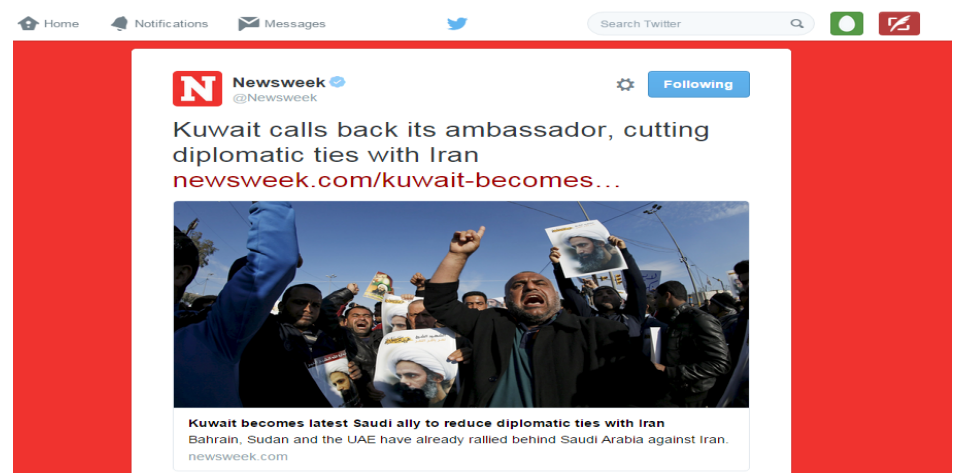 Home Notifications Messages Search Twitter
N Newsweek
@Newsweek
Following
Kuwait calls back its ambassador, cutting
diplomatic ties with Iran
newsweek.com/kuwait-becomes…
Kuwait becomes latest Saudi ally to reduce diplomatic ties with Iran
Bahrain, Sudan and the UAE have already rallied behind Saudi Arabia against Iran.
newsweek.com